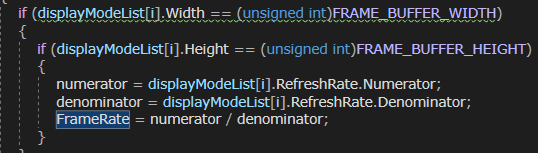 if (displayModeList[i].Width == (unsigned int)FRAME_BUFFER_WIDTH)
{
if (displayModeList[i].Height == (unsigned int)FRAME_BUFFER_HEIGHT)
{
numerator = displayModeList[i].RefreshRate.Numerator;
denominator = displayModeList[i].RefreshRate.Denominator;
FrameRate = numerator / denominator;
}
}